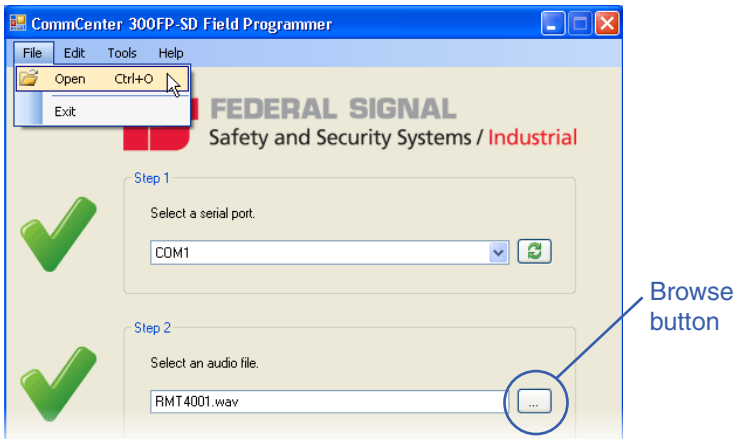 CommCenter 300FP-SD Field Programmer
File Edit Tools Help
Open Ctrl+O
Exit
FEDERAL SIGNAL
Safety and Security Systems / Industrial
Step 1
Select a serial port.
COM1
Step 2
Select an audio file.
RMT4001.wav
...
Browse
button